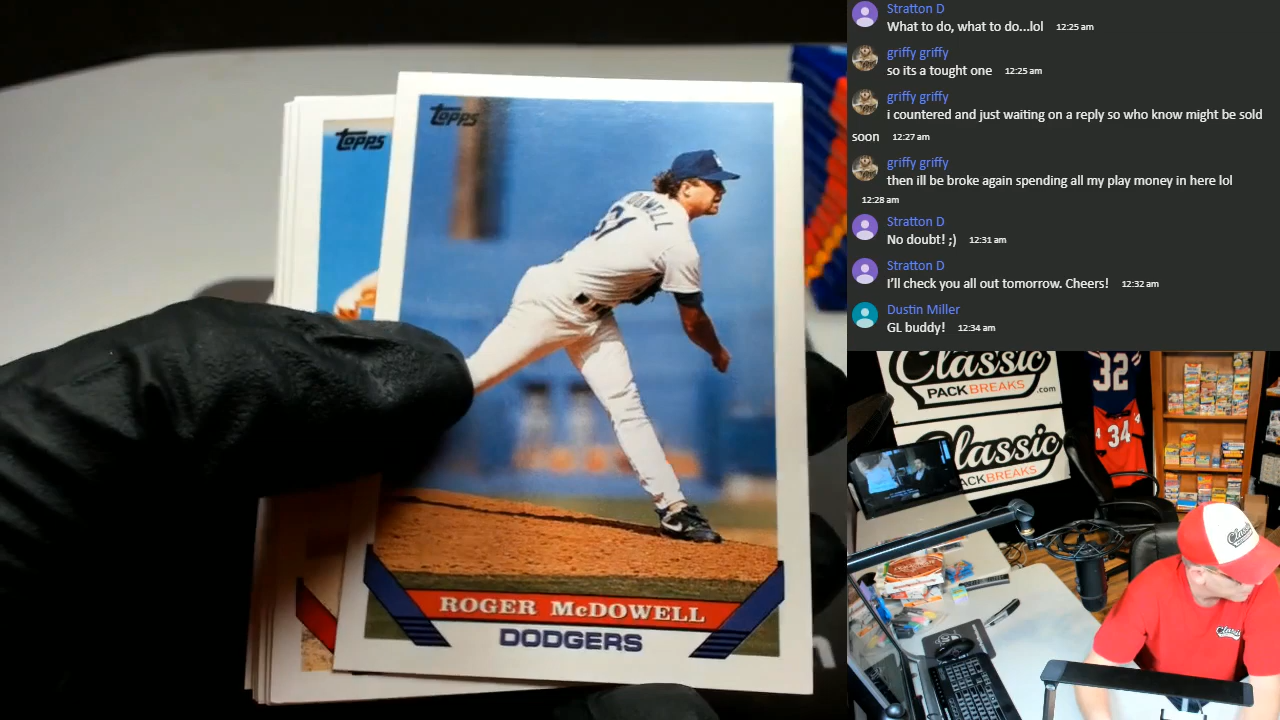 Topps
Topps
McDOWELL
31
ROGER McDOWELL
DODGERS
Stratton D
What to do, what to do...lol 12:25 am
griffy griffy
so its a tought one 12:25 am
griffy griffy
i countered and just waiting on a reply so who know might be sold
soon 12:27 am
griffy griffy
then ill be broke again spending all my play money in here lol
12:28 am
Stratton D
No doubt! ;) 12:31 am
Stratton D
I'll check you all out tomorrow. Cheers! 12:32 am
Dustin Miller
GL buddy! 12:34 am
Classic
PACKBREAKS
.com
Classic
ACKBREAKS
32
34
Classic